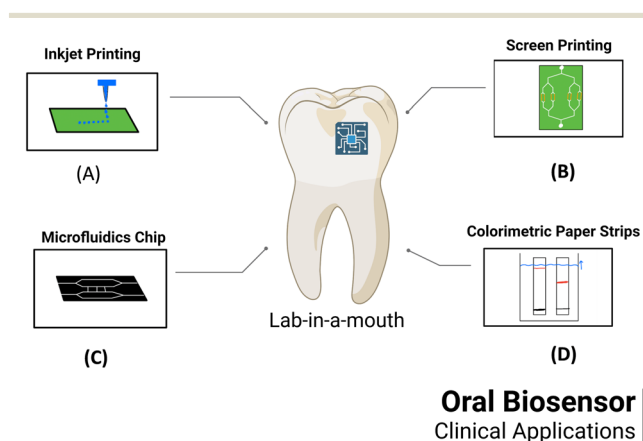 Inkjet Printing
(A)
Screen Printing
(B)
Microfluidics Chip
(C)
Colorimetric Paper Strips
(D)
Lab-in-a-mouth
Oral Biosensor
Clinical Applications